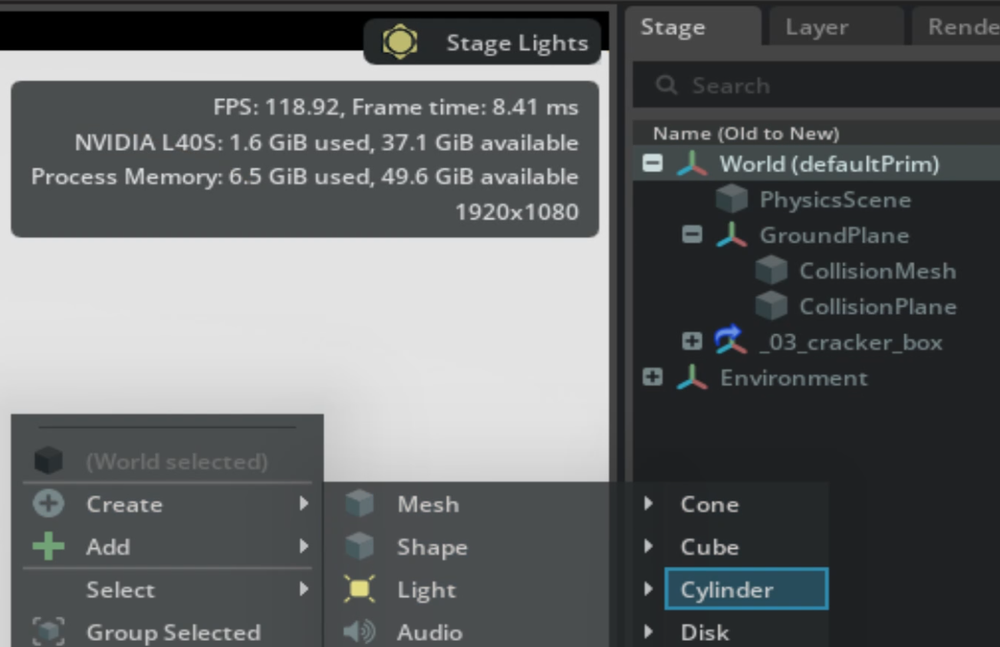 Stage Lights
FPS: 118.92, Frame time: 8.41 ms
NVIDIA L40S: 1.6 GiB used, 37.1 GiB available
Process Memory: 6.5 GiB used, 49.6 GiB available
1920x1080
(World selected)
Create
Add
Select
Group Selected
Mesh
Shape
Light
Audio
Cone
Cube
Cylinder
Disk
Stage
Layer
Rende
Search
Name (Old to New)
World (defaultPrim)
PhysicsScene
GroundPlane
CollisionMesh
CollisionPlane
_03_cracker_box
Environment